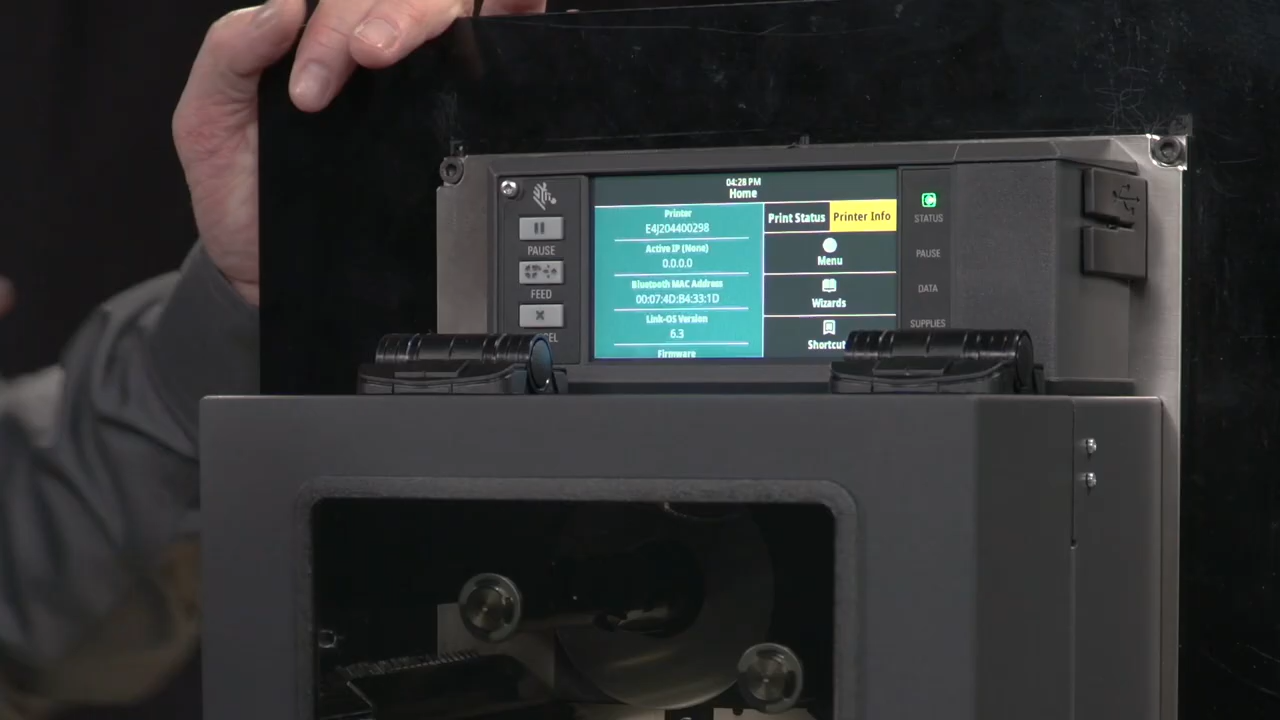 04:28 PM
Home
Printer
E4J204400298
Active IP (None)
0.0.0.0
Bluetooth MAC Address
00:07:4D:B4:33:1D
Link-OS Version
6.3
Firmware
Print Status
Printer Info
Menu
Wizards
Shortcut
PAUSE
FEED
EL
STATUS
PAUSE
DATA
SUPPLIES